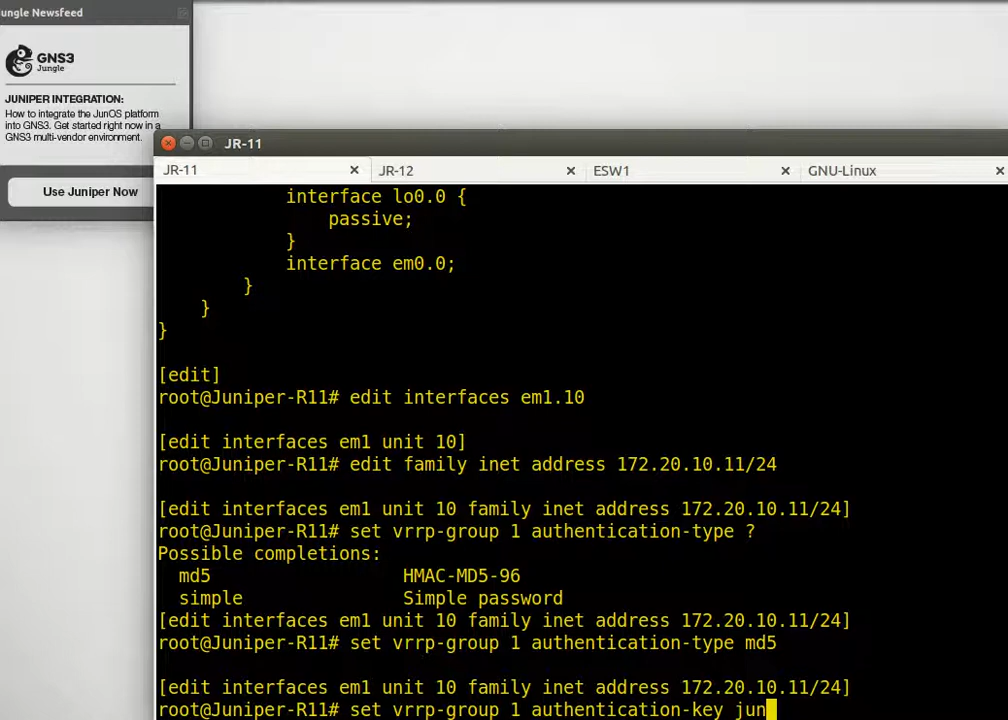 ungle Newsfeed
GNS3
Jungle
JUNIPER INTEGRATION:
How to integrate the JunOS platform
into GNS3. Get started right now in a
GNS3 multi-vendor environment.
Use Juniper Now
JR-11
JR-11 JR-12 ESW1 GNU-Linux
interface lo0.0 {
passive;
}
interface em0.0;
}
}
}
[edit]
root@Juniper-R11# edit interfaces em1.10
[edit interfaces em1 unit 10]
root@Juniper-R11# edit family inet address 172.20.10.11/24
[edit interfaces em1 unit 10 family inet address 172.20.10.11/24]
root@Juniper-R11# set vrrp-group 1 authentication-type ?
Possible completions:
md5 HMAC-MD5-96
simple Simple password
[edit interfaces em1 unit 10 family inet address 172.20.10.11/24]
root@Juniper-R11# set vrrp-group 1 authentication-type md5
[edit interfaces em1 unit 10 family inet address 172.20.10.11/24]
root@Juniper-R11# set vrrp-group 1 authentication-key jun